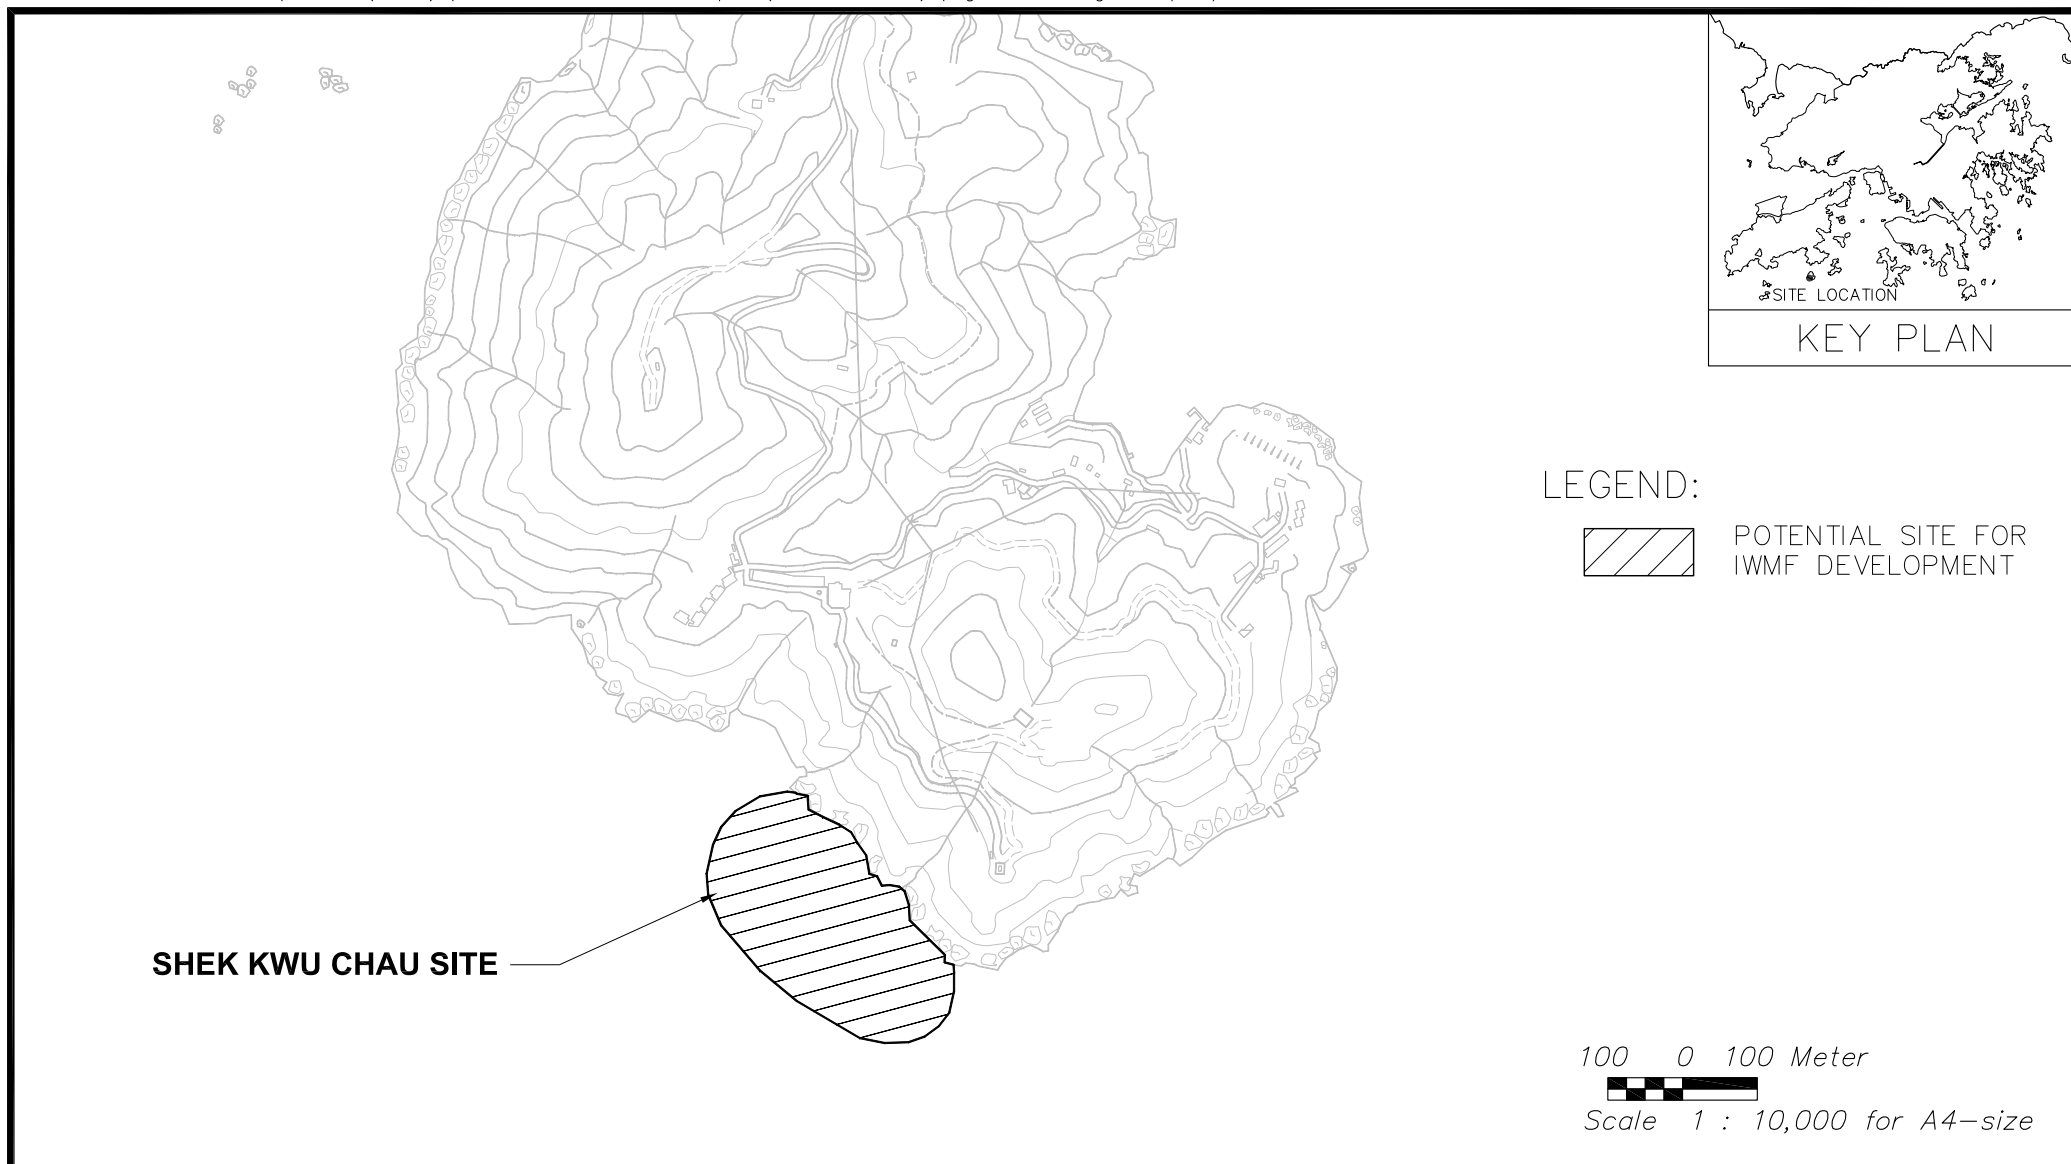 SITE LOCATION
KEY PLAN
LEGEND:
POTENTIAL SITE FOR
IWMF DEVELOPMENT
SHEK KWU CHAU SITE
100 0 100 Meter
Scale 1 : 10,000 for A4-size